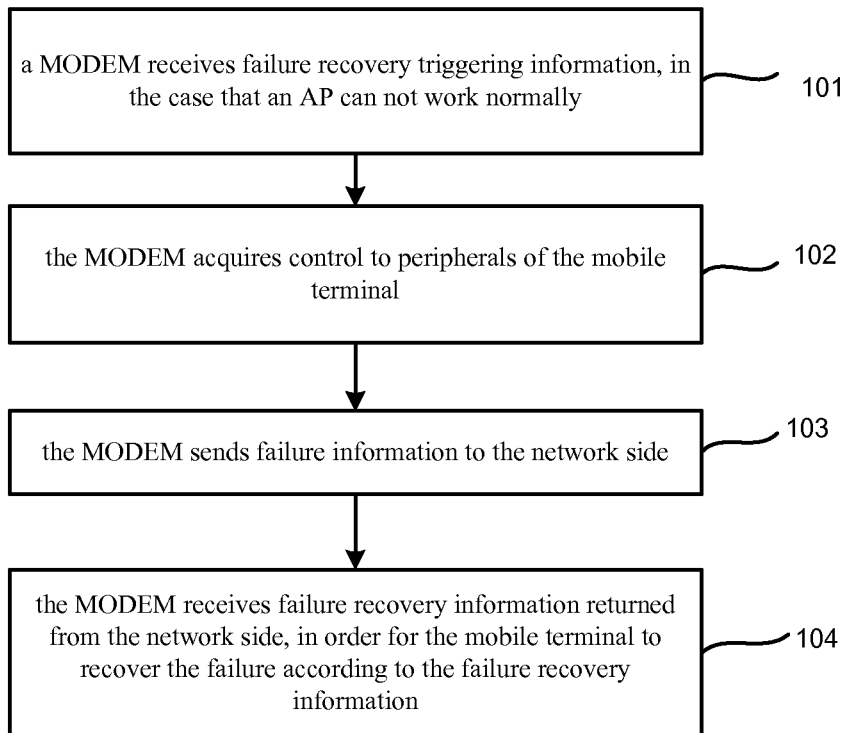 a MODEM receives failure recovery triggering information, in
the case that an AP can not work normally
101
the MODEM acquires control to peripherals of the mobile
terminal
102
the MODEM sends failure information to the network side
103
the MODEM receives failure recovery information returned
from the network side, in order for the mobile terminal to
recover the failure according to the failure recovery
information
104